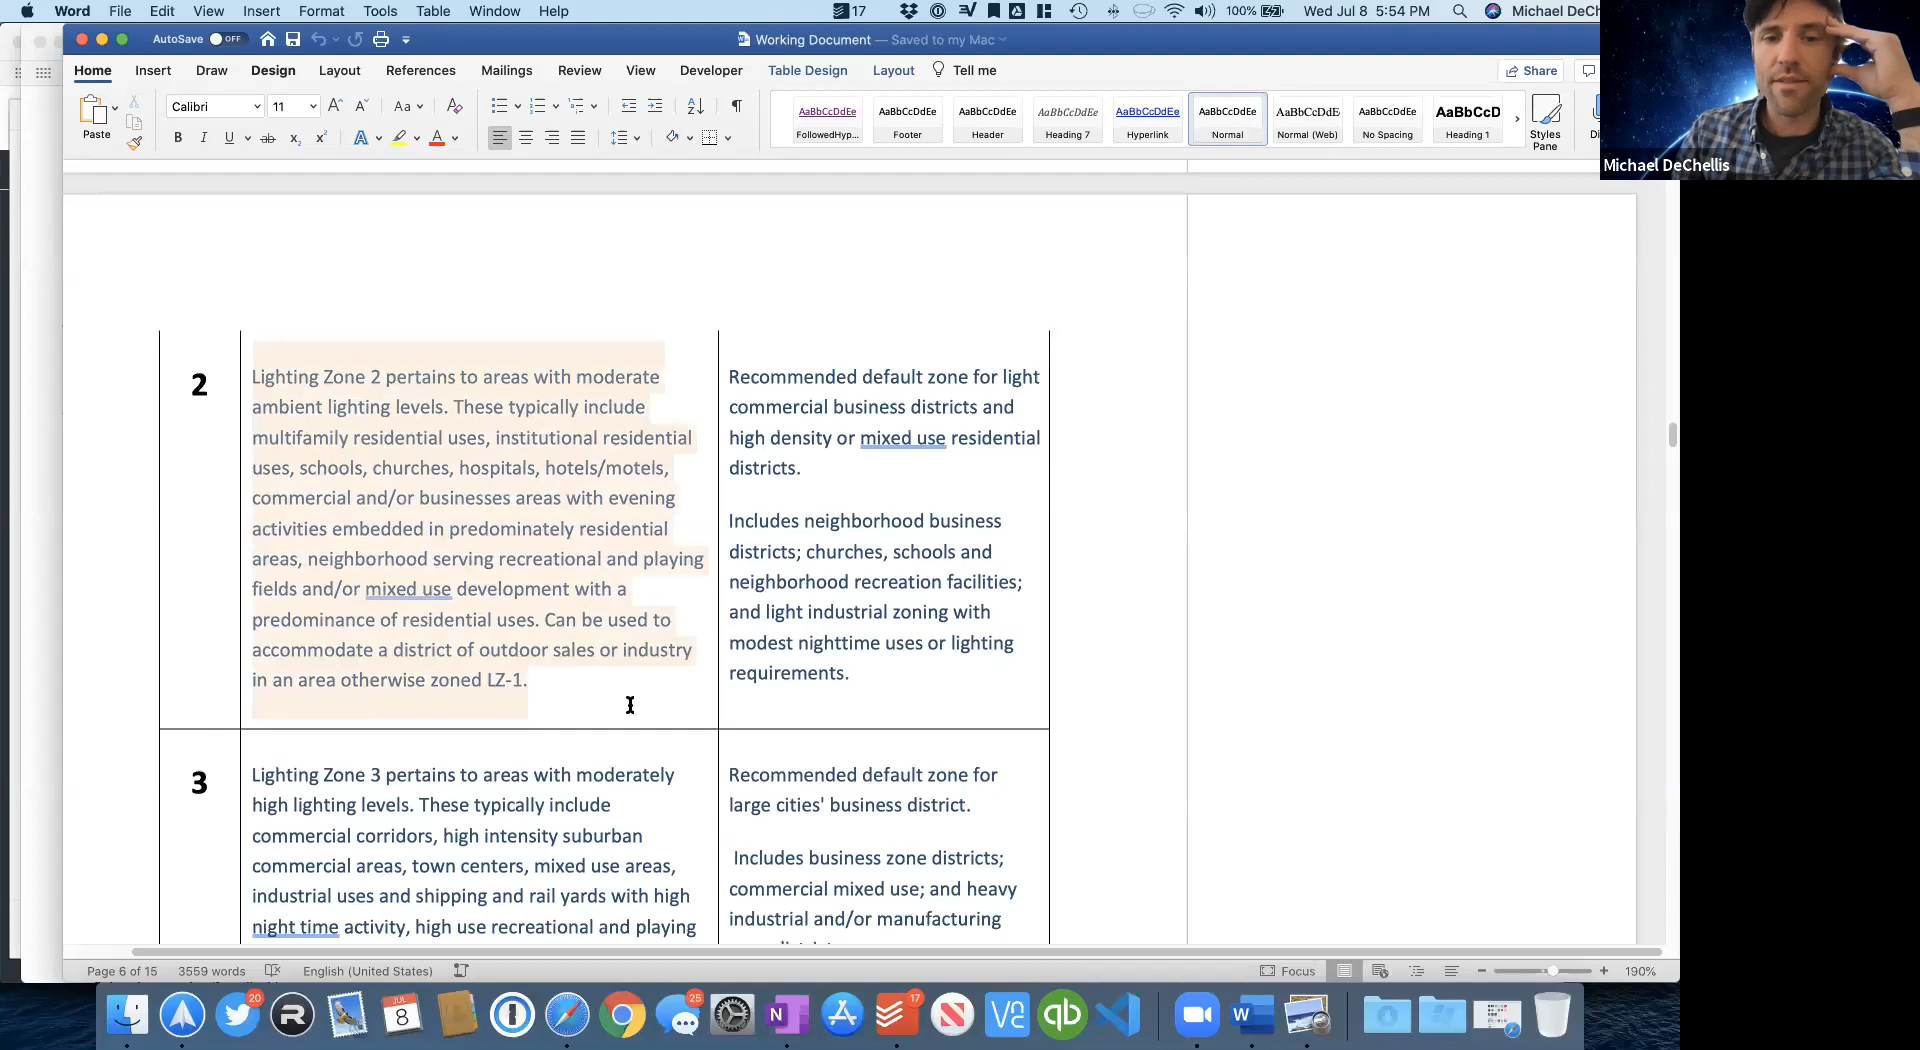 Word File Edit View Insert Format Tools Table Window Help
17 100% Wed Jul 8 5:54 PM Michael DeCh
AutoSave OFF
Working Document — Saved to my Mac
Home Insert Draw Design Layout References Mailings Review View Developer Table Design Layout Tell me
Share
Paste
Calibri 11
AaBbCcDdEe AaBbCcDdEe AaBbCcDdEe AaBbCcDdEe AaBbCcDdEe AaBbCcDdEe AaBbCcDdE AaBbCcDdEe AaBbCcD
FollowedHyp... Footer Header Heading 7 Hyperlink Normal Normal (Web) No Spacing Heading 1
Styles
Pane
Michael DeChellis
2
Lighting Zone 2 pertains to areas with moderate
ambient lighting levels. These typically include
multifamily residential uses, institutional residential
uses, schools, churches, hospitals, hotels/motels,
commercial and/or businesses areas with evening
activities embedded in predominately residential
areas, neighborhood serving recreational and playing
fields and/or mixed use development with a
predominance of residential uses. Can be used to
accommodate a district of outdoor sales or industry
in an area otherwise zoned LZ-1.
Recommended default zone for light
commercial business districts and
high density or mixed use residential
districts.
Includes neighborhood business
districts; churches, schools and
neighborhood recreation facilities;
and light industrial zoning with
modest nighttime uses or lighting
requirements.
3
Lighting Zone 3 pertains to areas with moderately
high lighting levels. These typically include
commercial corridors, high intensity suburban
commercial areas, town centers, mixed use areas,
industrial uses and shipping and rail yards with high
night time activity, high use recreational and playing
Recommended default zone for
large cities' business district.
Includes business zone districts;
commercial mixed use; and heavy
industrial and/or manufacturing
Page 6 of 15 3559 words English (United States)
Focus 190%
20
JUL
8
25
17